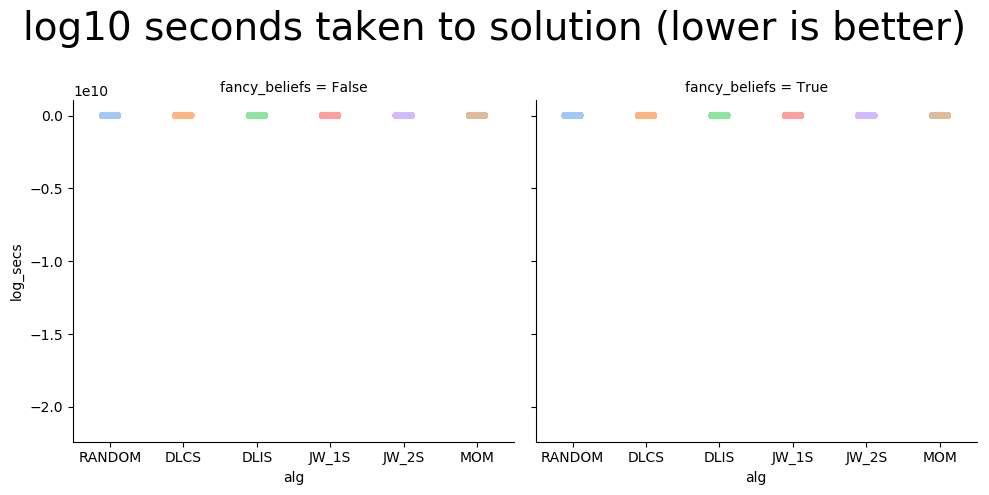 log10 seconds taken to solution (lower is better)
1e10
fancy_beliefs = False
fancy_beliefs = True
0.0
−0.5
−1.0
−1.5
−2.0
log_secs
RANDOM DLCS DLIS JW_1S JW_2S MOM
RANDOM DLCS DLIS JW_1S JW_2S MOM
alg
alg